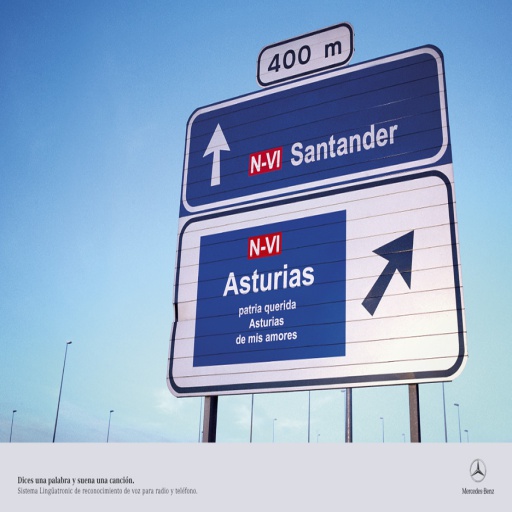 400 m
N-VI Santander
N-VI
Asturias
patria querida
Asturias
de mis amores
Dices una palabra y suena una canción.
Sistema Lingüatronic de reconocimiento de voz para radio y teléfono.
Mercedes-Benz